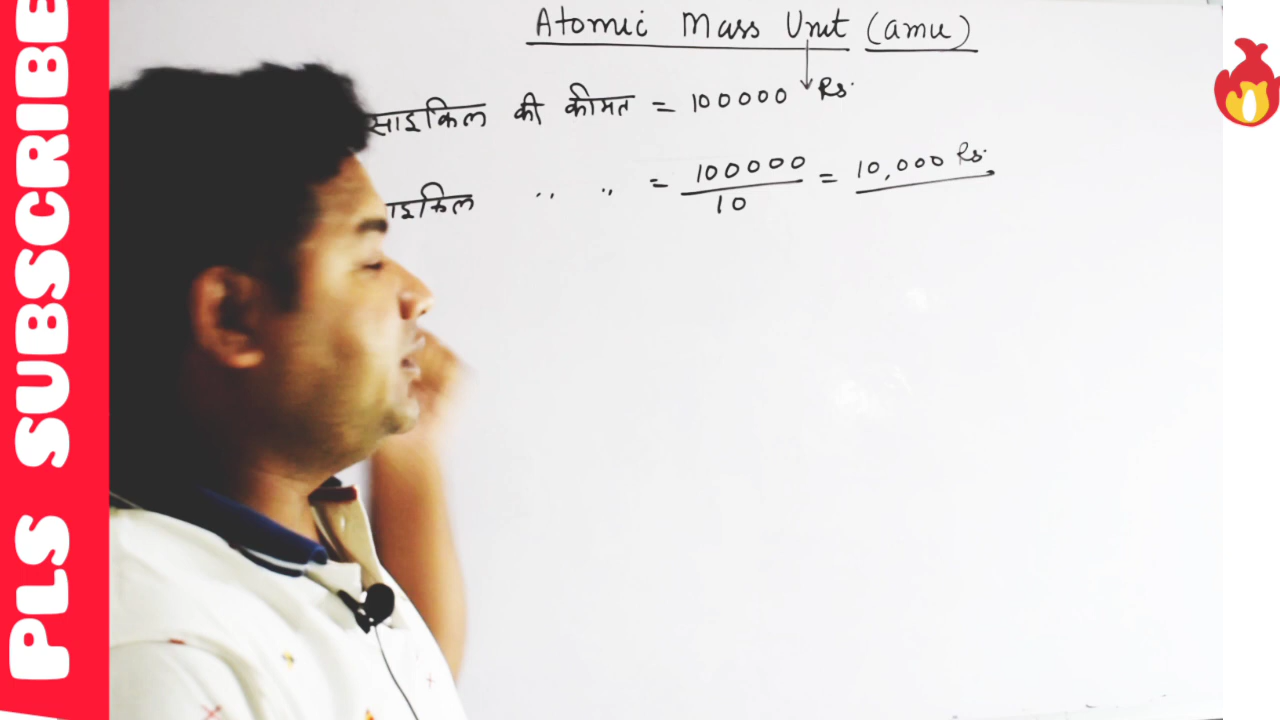 PLS SUBSCRIBE
Atomic Mass Unit (amu)
साइकिल की कीमत = 100000 Rs.
इकिल " " = 100000 / 10 = 10,000 Rs.